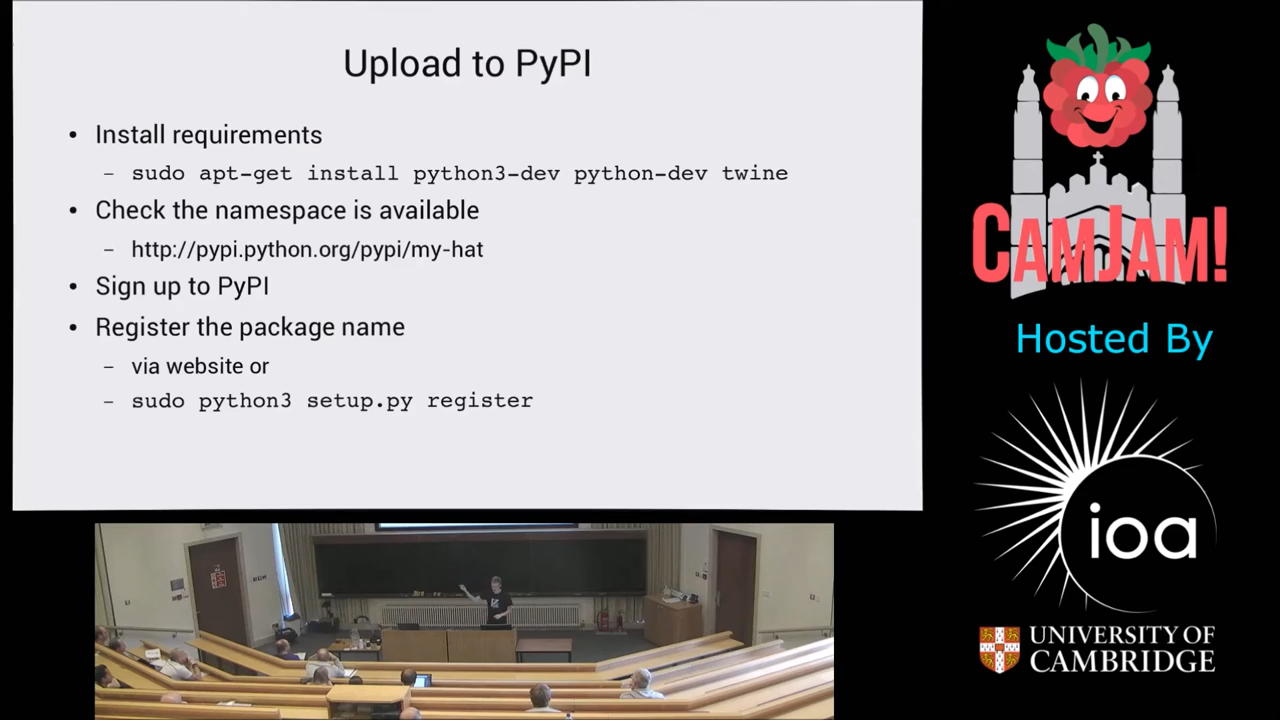 Upload to PyPI
• Install requirements
– sudo apt-get install python3-dev python-dev twine
• Check the namespace is available
– http://pypi.python.org/pypi/my-hat
• Sign up to PyPI
• Register the package name
– via website or
– sudo python3 setup.py register
CAMJAM!
Hosted By
ioa
UNIVERSITY OF
CAMBRIDGE